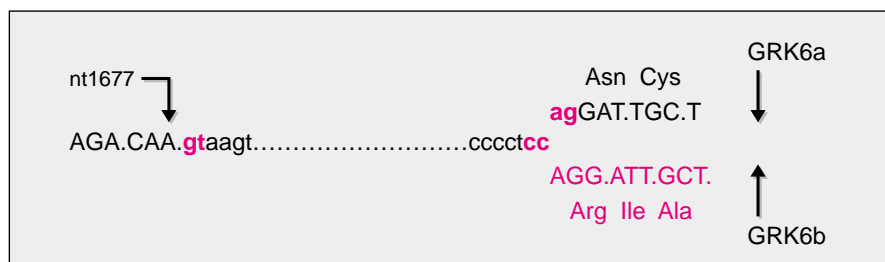 GRK6a
nt1677
Asn Cys
agGAT.TGC.T
AGA.CAA.gtaagt...........................cccctcc
AGG.ATT.GCT.
Arg Ile Ala
GRK6b